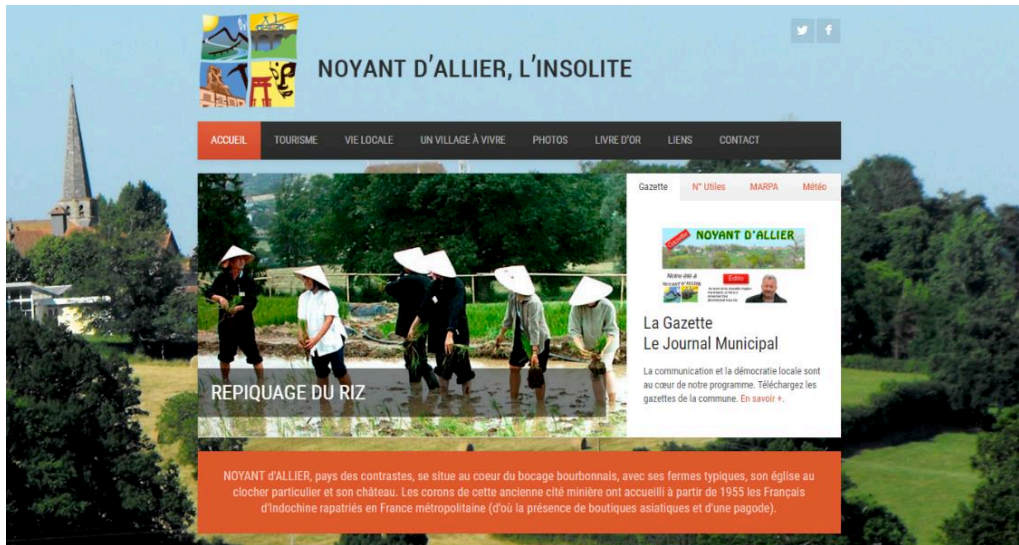 NOYANT D'ALLIER, L'INSOLITE
ACCUEIL TOURISME VIE LOCALE UN VILLAGE À VIVRE PHOTOS LIVRE D'OR LIENS CONTACT
REPIQUAGE DU RIZ
Gazette N° Utiles MARPA Météo
Gazette
NOYANT D'ALLIER
Edito
La Gazette
Le Journal Municipal
La communication et la démocratie locale sont
au cœur de notre programme. Téléchargez les
gazettes de la commune. En savoir +.
NOYANT d'ALLIER, pays des contrastes, se situe au coeur du bocage bourbonnais, avec ses fermes typiques, son église au
clocher particulier et son château. Les corons de cette ancienne cité minière ont accueilli à partir de 1955 les Français
d'Indochine rapatriés en France métropolitaine (d'où la présence de boutiques asiatiques et d'une pagode).